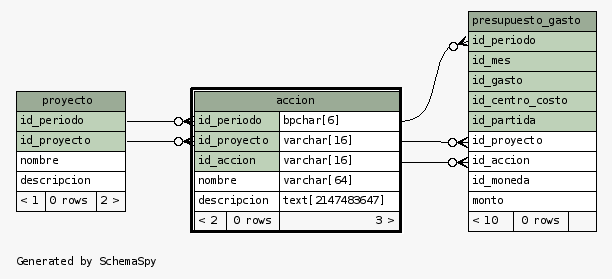 proyecto
id_periodo
id_proyecto
nombre
descripcion
< 1 0 rows 2 >
accion
id_periodo bpchar[6]
id_proyecto varchar[16]
id_accion varchar[16]
nombre varchar[64]
descripcion text[2147483647]
< 2 0 rows 3 >
presupuesto_gasto
id_periodo
id_mes
id_gasto
id_centro_costo
id_partida
id_proyecto
id_accion
id_moneda
monto
< 10 0 rows
Generated by SchemaSpy